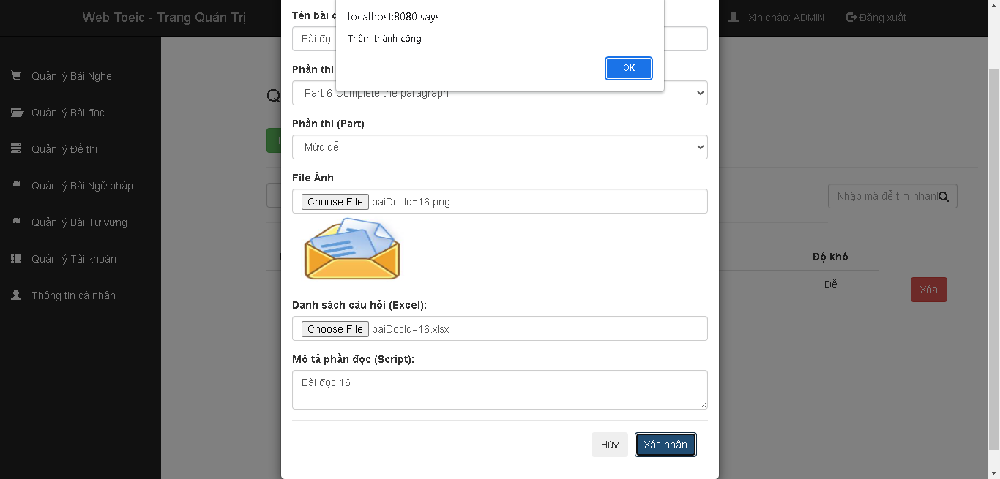 Web Toeic - Trang Quản Trị
Xin chào: ADMIN
Đăng xuất
Quản lý Bài Nghe
Quản lý Bài đọc
Quản lý Đề thi
Quản lý Bài Ngữ pháp
Quản lý Bài Từ vựng
Quản lý Tài khoản
Thông tin cá nhân
localhost:8080 says
Thêm thành công
OK
Tên bài
Bài đọc
Phần thi
Part 6-Complete the paragraph
Phần thi (Part)
Mức dễ
File Ảnh
Choose File baiDocId=16.png
Danh sách câu hỏi (Excel):
Choose File baiDocId=16.xlsx
Mô tả phần đọc (Script):
Bài đọc 16
Hủy
Xác nhận
Nhập mã để tìm nhanh
Độ khó
Dễ
Xóa